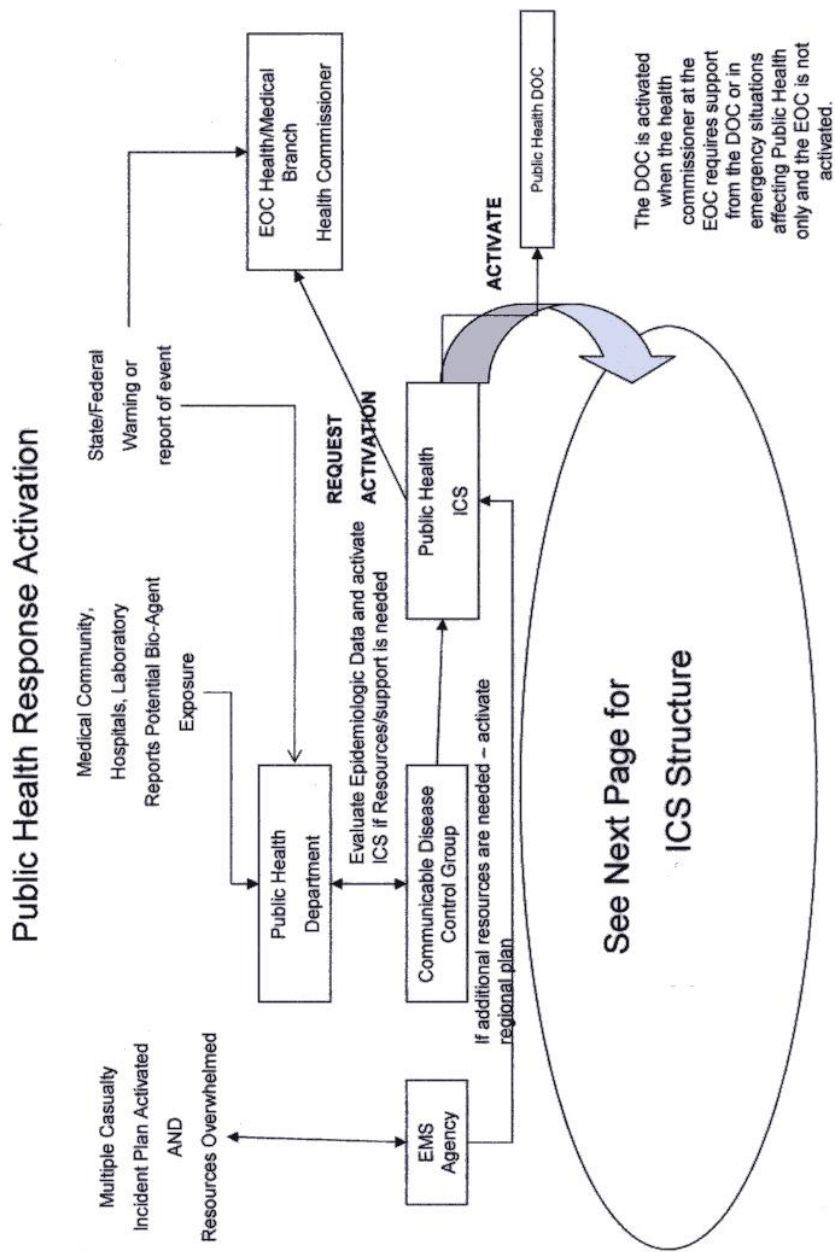 Public Health Response Activation
Multiple Casualty
Incident Plan Activated
AND
Resources Overwhelmed
Medical Community,
Hospitals, Laboratory
Reports Potential Bio-Agent
Exposure
State/Federal
Warning or
report of event
Public Health
Department
EOC Health/Medical
Branch
Health Commissioner
Evaluate Epidemiologic Data and activate
ICS if Resources/support is needed
REQUEST
ACTIVATION
EMS
Agency
Communicable Disease
Control Group
Public Health
ICS
If additional resources are needed – activate
regional plan
ACTIVATE
Public Health DOC
See Next Page for
ICS Structure
The DOC is activated
when the health
commissioner at the
EOC requires support
from the DOC or in
emergency situations
affecting Public Health
only and the EOC is not
activated.